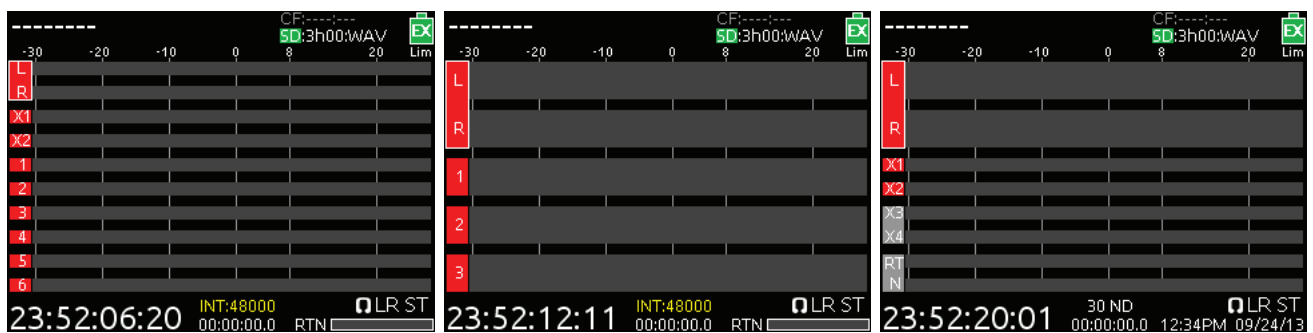 --------
CF:----:---
SD:3h00:WAV
EX
-30 -20 -10 0 8 20 Lim
L
R
X1
X2
1
2
3
4
5
6
23:52:06:20
INT:48000
00:00:00.0
LR ST
RTN
--------
CF:----:---
SD:3h00:WAV
EX
-30 -20 -10 0 8 20 Lim
L
R
1
2
3
23:52:12:11
INT:48000
00:00:00.0
LR ST
RTN
--------
CF:----:---
SD:3h00:WAV
EX
-30 -20 -10 0 8 20 Lim
L
R
X1
X2
X3
X4
RT
N
23:52:20:01
30 ND
LR ST
00:00:00.0 12:34PM 09/24/13